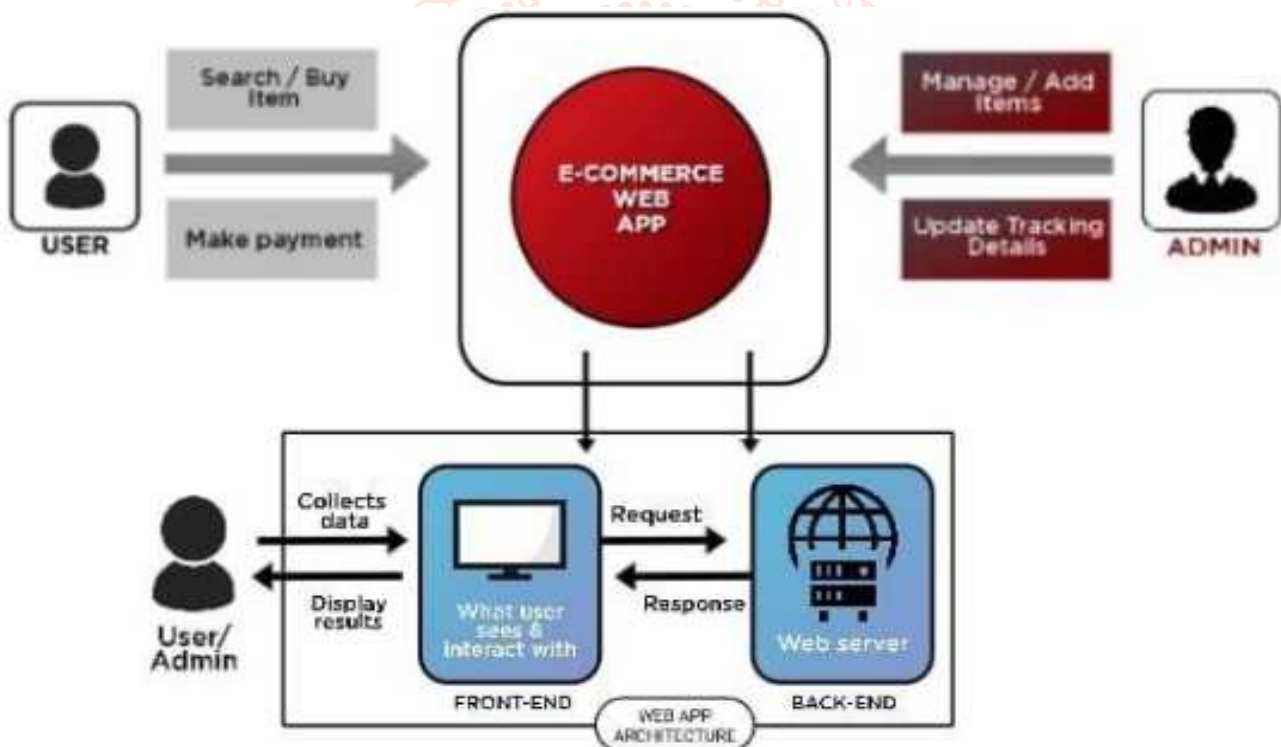 Search / Buy
Item
Make payment
USER
E-COMMERCE
WEB
APP
Manage / Add
Items
Update Tracking
Details
ADMIN
Collects
data
Display
results
User/
Admin
What user
sees &
interact with
FRONT-END
Request
Response
Web server
BACK-END
WEB APP
ARCHITECTURE